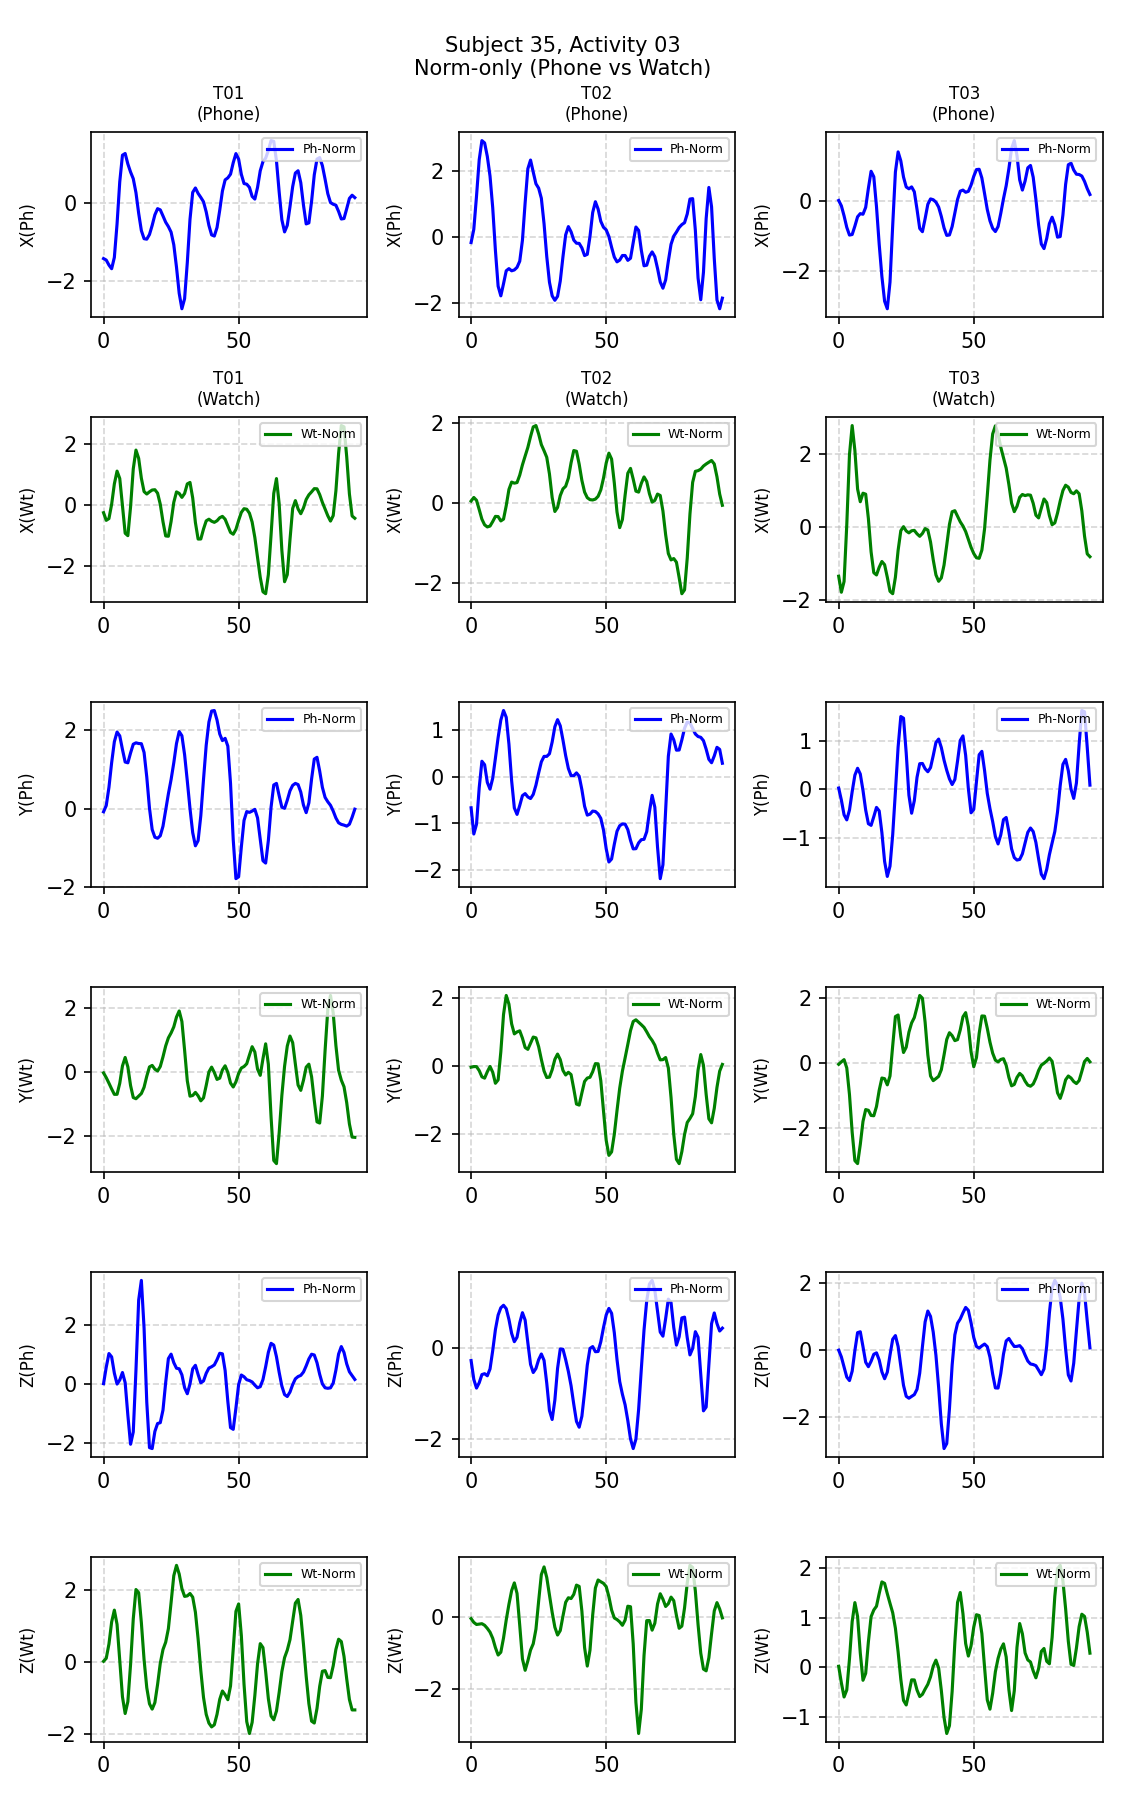 Subject 35, Activity 03
Norm-only (Phone vs Watch)
T01
(Phone)
T02
(Phone)
T03
(Phone)
X(Ph)
Ph-Norm
0
−2
0 50
X(Ph)
Ph-Norm
2
0
−2
0 50
X(Ph)
Ph-Norm
0
−2
0 50
T01
(Watch)
T02
(Watch)
T03
(Watch)
X(Wt)
Wt-Norm
2
0
−2
0 50
X(Wt)
Wt-Norm
2
0
−2
0 50
X(Wt)
Wt-Norm
2
0
−2
0 50
Y(Ph)
Ph-Norm
2
0
−2
0 50
Y(Ph)
Ph-Norm
1
0
−1
−2
0 50
Y(Ph)
Ph-Norm
1
0
−1
0 50
Y(Wt)
Wt-Norm
2
0
−2
0 50
Y(Wt)
Wt-Norm
2
0
−2
0 50
Y(Wt)
Wt-Norm
2
0
−2
0 50
Z(Ph)
Ph-Norm
2
0
−2
0 50
Z(Ph)
Ph-Norm
0
−2
0 50
Z(Ph)
Ph-Norm
2
0
−2
0 50
Z(Wt)
Wt-Norm
2
0
−2
0 50
Z(Wt)
Wt-Norm
0
−2
0 50
Z(Wt)
Wt-Norm
2
1
0
−1
0 50